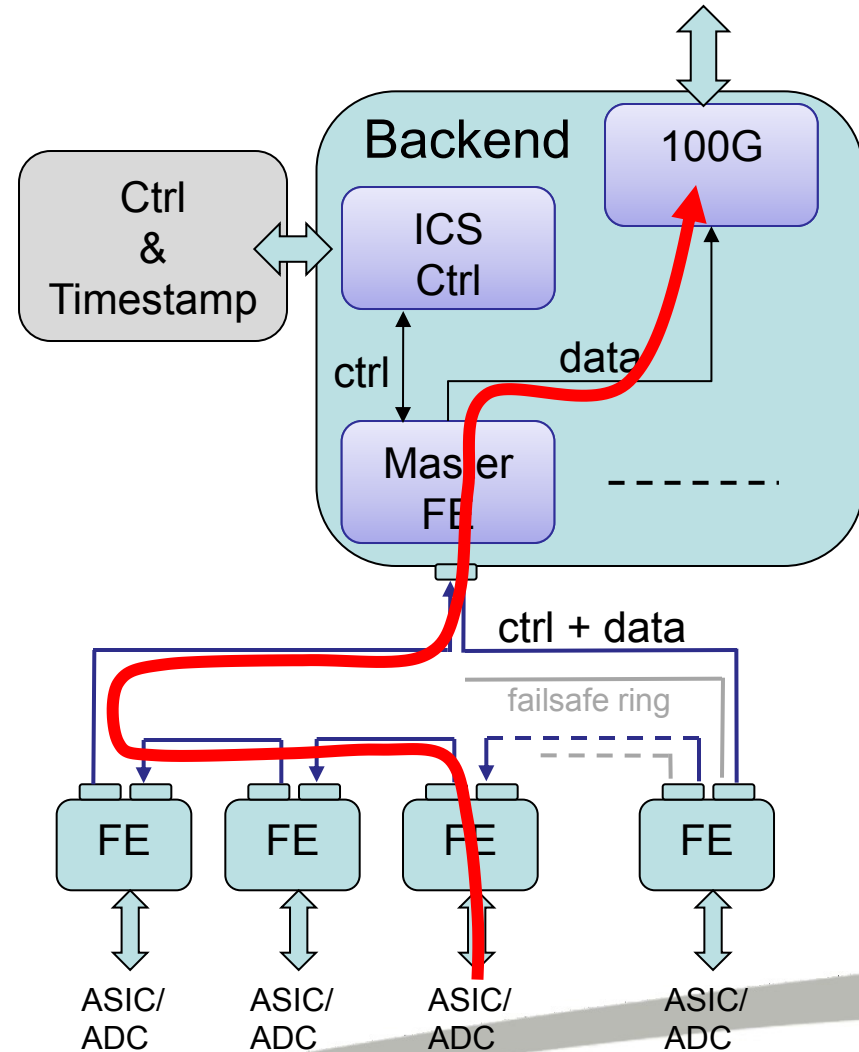 Backend
100G
Ctrl
&
Timestamp
ICS
Ctrl
ctrl
data
Master
FE
ctrl + data
failsafe ring
FE
FE
FE
FE
ASIC/
ADC
ASIC/
ADC
ASIC/
ADC
ASIC/
ADC